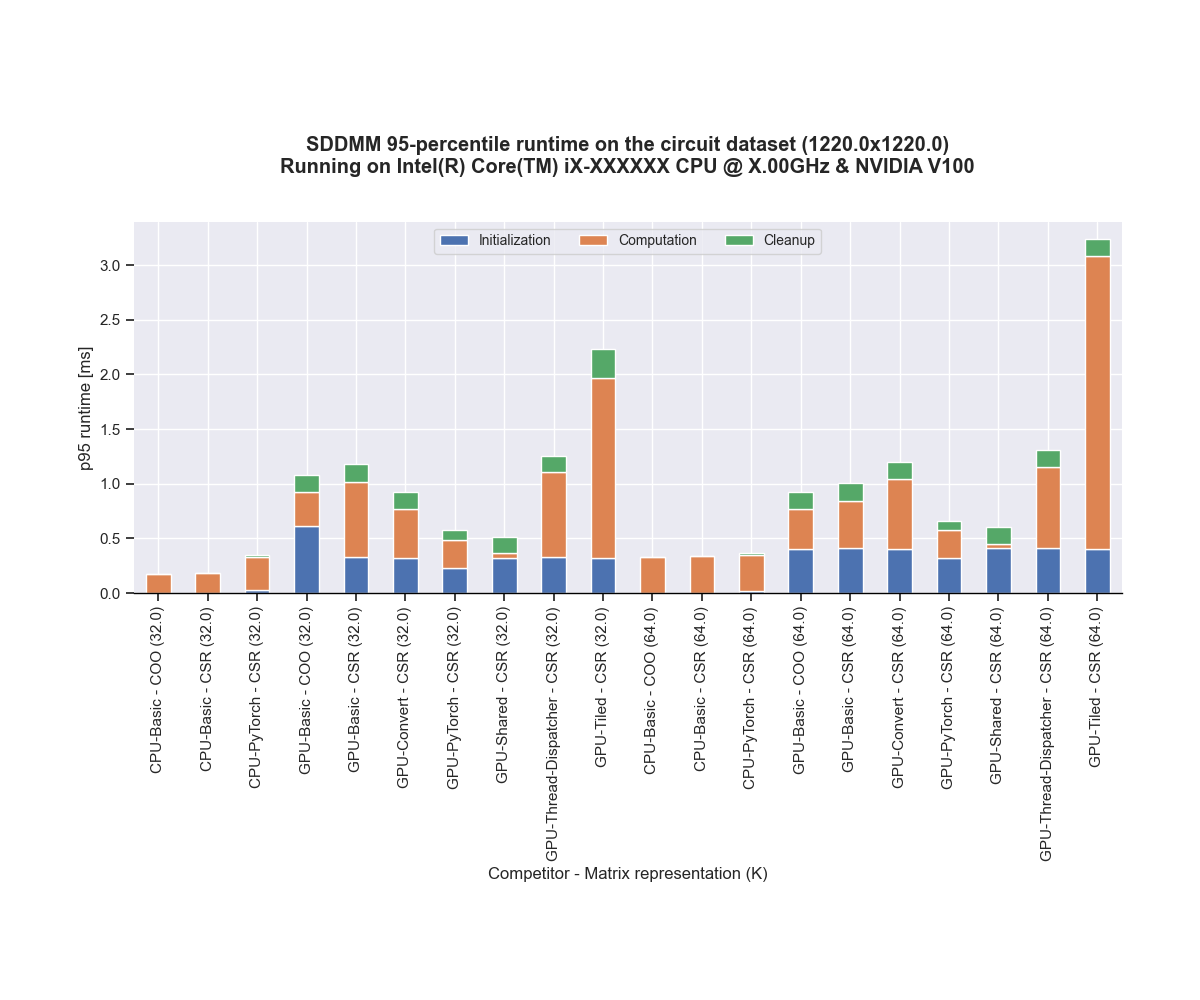 SDDMM 95-percentile runtime on the circuit dataset (1220.0x1220.0)
Running on Intel(R) Core(TM) iX-XXXXXX CPU @ X.00GHz & NVIDIA V100
Initialization
Computation
Cleanup
p95 runtime [ms]
3.0
2.5
2.0
1.5
1.0
0.5
0.0
CPU-Basic - COO (32.0)
CPU-Basic - CSR (32.0)
CPU-PyTorch - CSR (32.0)
GPU-Basic - COO (32.0)
GPU-Basic - CSR (32.0)
GPU-Convert - CSR (32.0)
GPU-PyTorch - CSR (32.0)
GPU-Shared - CSR (32.0)
GPU-Thread-Dispatcher - CSR (32.0)
GPU-Tiled - CSR (32.0)
CPU-Basic - COO (64.0)
CPU-Basic - CSR (64.0)
CPU-PyTorch - CSR (64.0)
GPU-Basic - COO (64.0)
GPU-Basic - CSR (64.0)
GPU-Convert - CSR (64.0)
GPU-PyTorch - CSR (64.0)
GPU-Shared - CSR (64.0)
GPU-Thread-Dispatcher - CSR (64.0)
GPU-Tiled - CSR (64.0)
Competitor - Matrix representation (K)